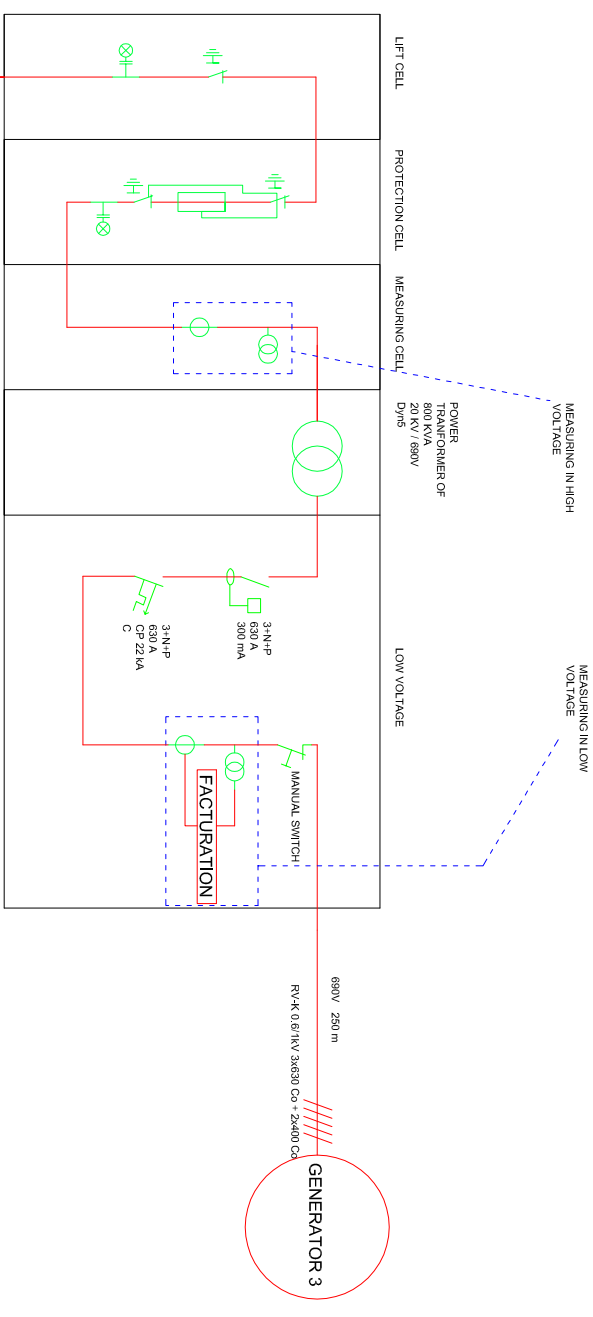 LIFT CELL
PROTECTION CELL
MEASURING CELL
MEASURING IN HIGH
VOLTAGE
POWER
TRANFORMER OF
800 KVA
20 KV / 690V
Dyn5
3+N+P
630 A
300 mA
3+N+P
630 A
CP 22 kA
C
LOW VOLTAGE
MEASURING IN LOW
VOLTAGE
MANUAL SWITCH
FACTURATION
690V 250 m
RV-K 0.6/1kV 3x630 Co + 2x400 Co
GENERATOR 3